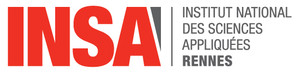 INSA
INSTITUT NATIONAL
DES SCIENCES
APPLIQUÉES
RENNES